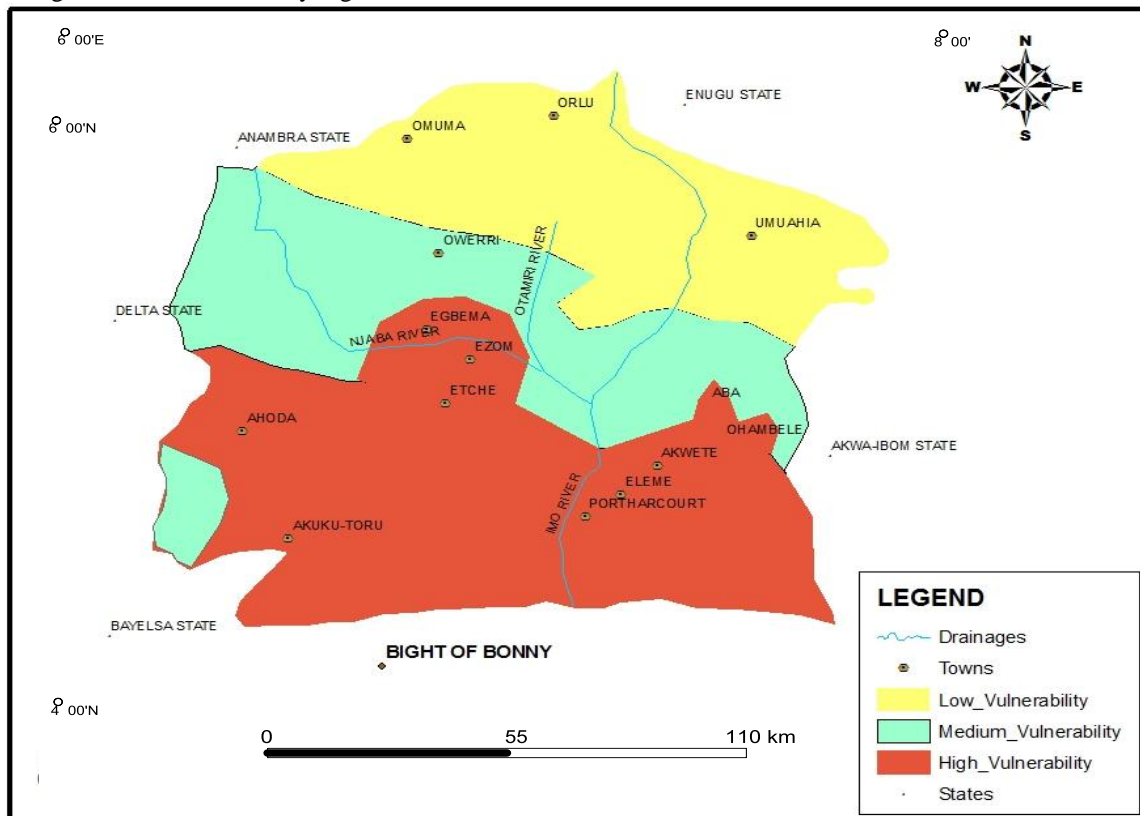 6 00'E
8 00'
N
W E
S
6 00'N
ENUGU STATE
ORLU
OMUMA
ANAMBRA STATE
UMUAHIA
OWERRI
OTAMIRI RIVER
DELTA STATE
EGBEMA
NJABA RIVER
EZOM
ETCHE
ABA
AHODA
OHAMBELE
AKWA-IBOM STATE
AKWETE
ELEME
PORTHARCOURT
IMO RIVER
AKUKU-TORU
BAYELSA STATE
BIGHT OF BONNY
4 00'N
0 55 110 km
LEGEND
Drainages
Towns
Low_Vulnerability
Medium_Vulnerability
High_Vulnerability
States